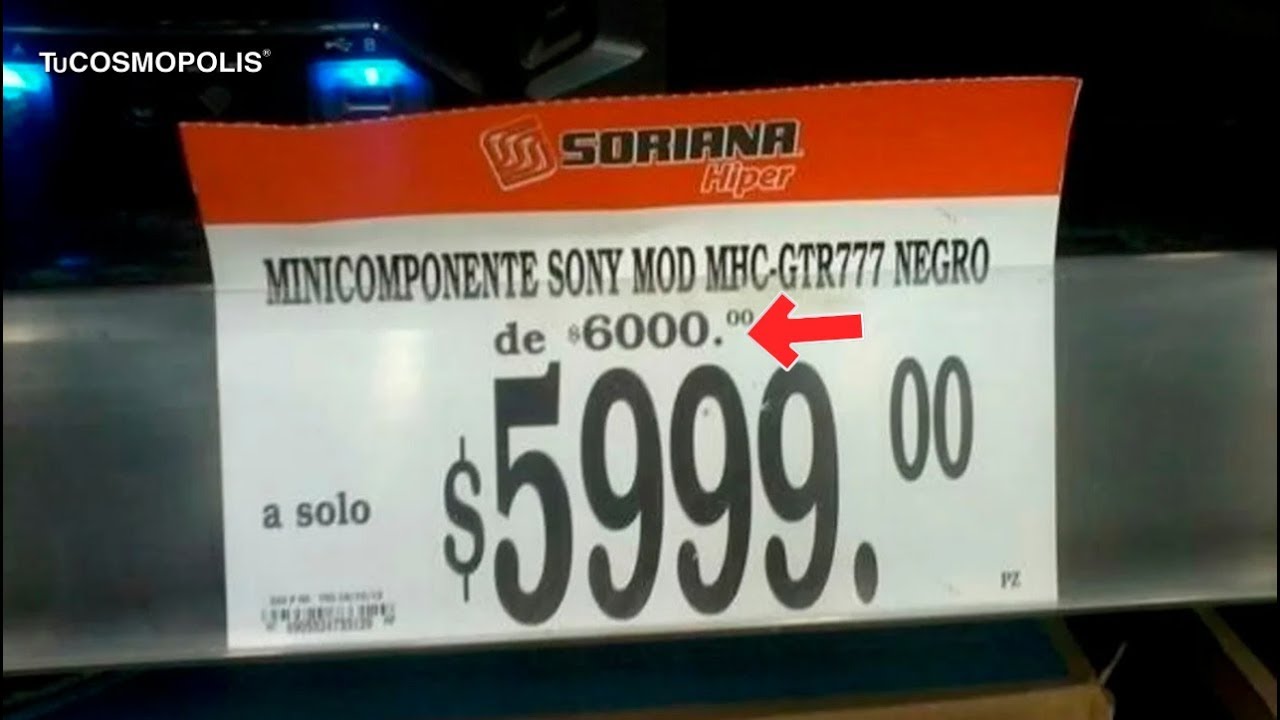 TuCOSMOPOLIS®
B
SORIANA
Hiper
MINICOMPONENTE SONY MOD MHC-GTR777 NEGRO
de $6000.00
a solo $5999.00
PZ